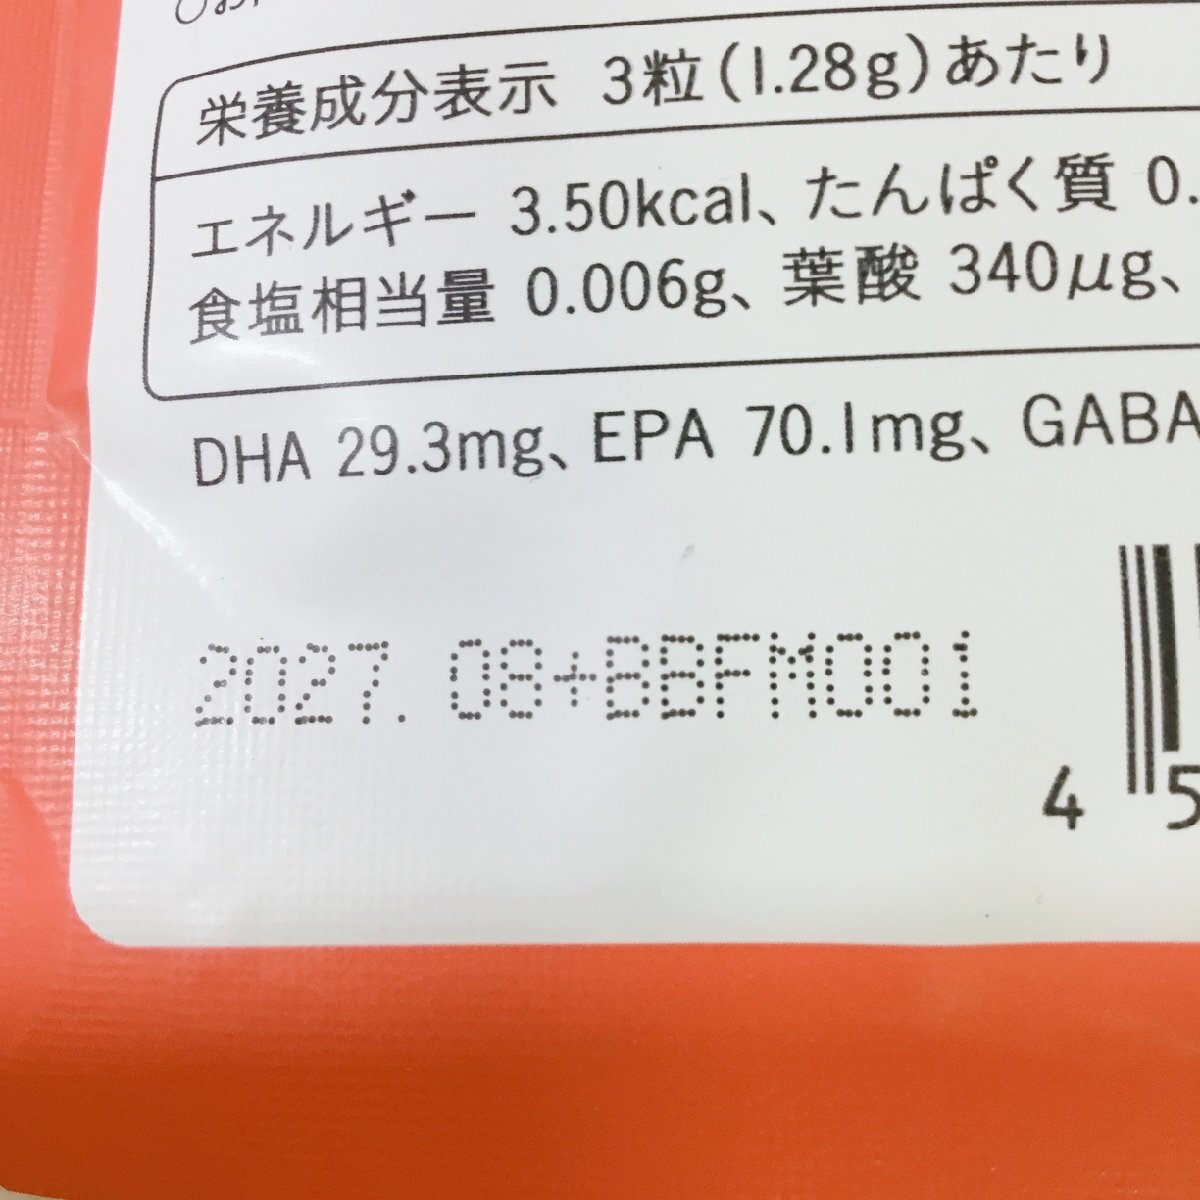 栄養成分表示 3粒(1.28g)あたり
エネルギー 3.50kcal、たんぱく質 0.
食塩相当量 0.006g、葉酸 340μg、
DHA 29.3mg、EPA 70.1mg、GABA
2027.08+BBFM001
4 5